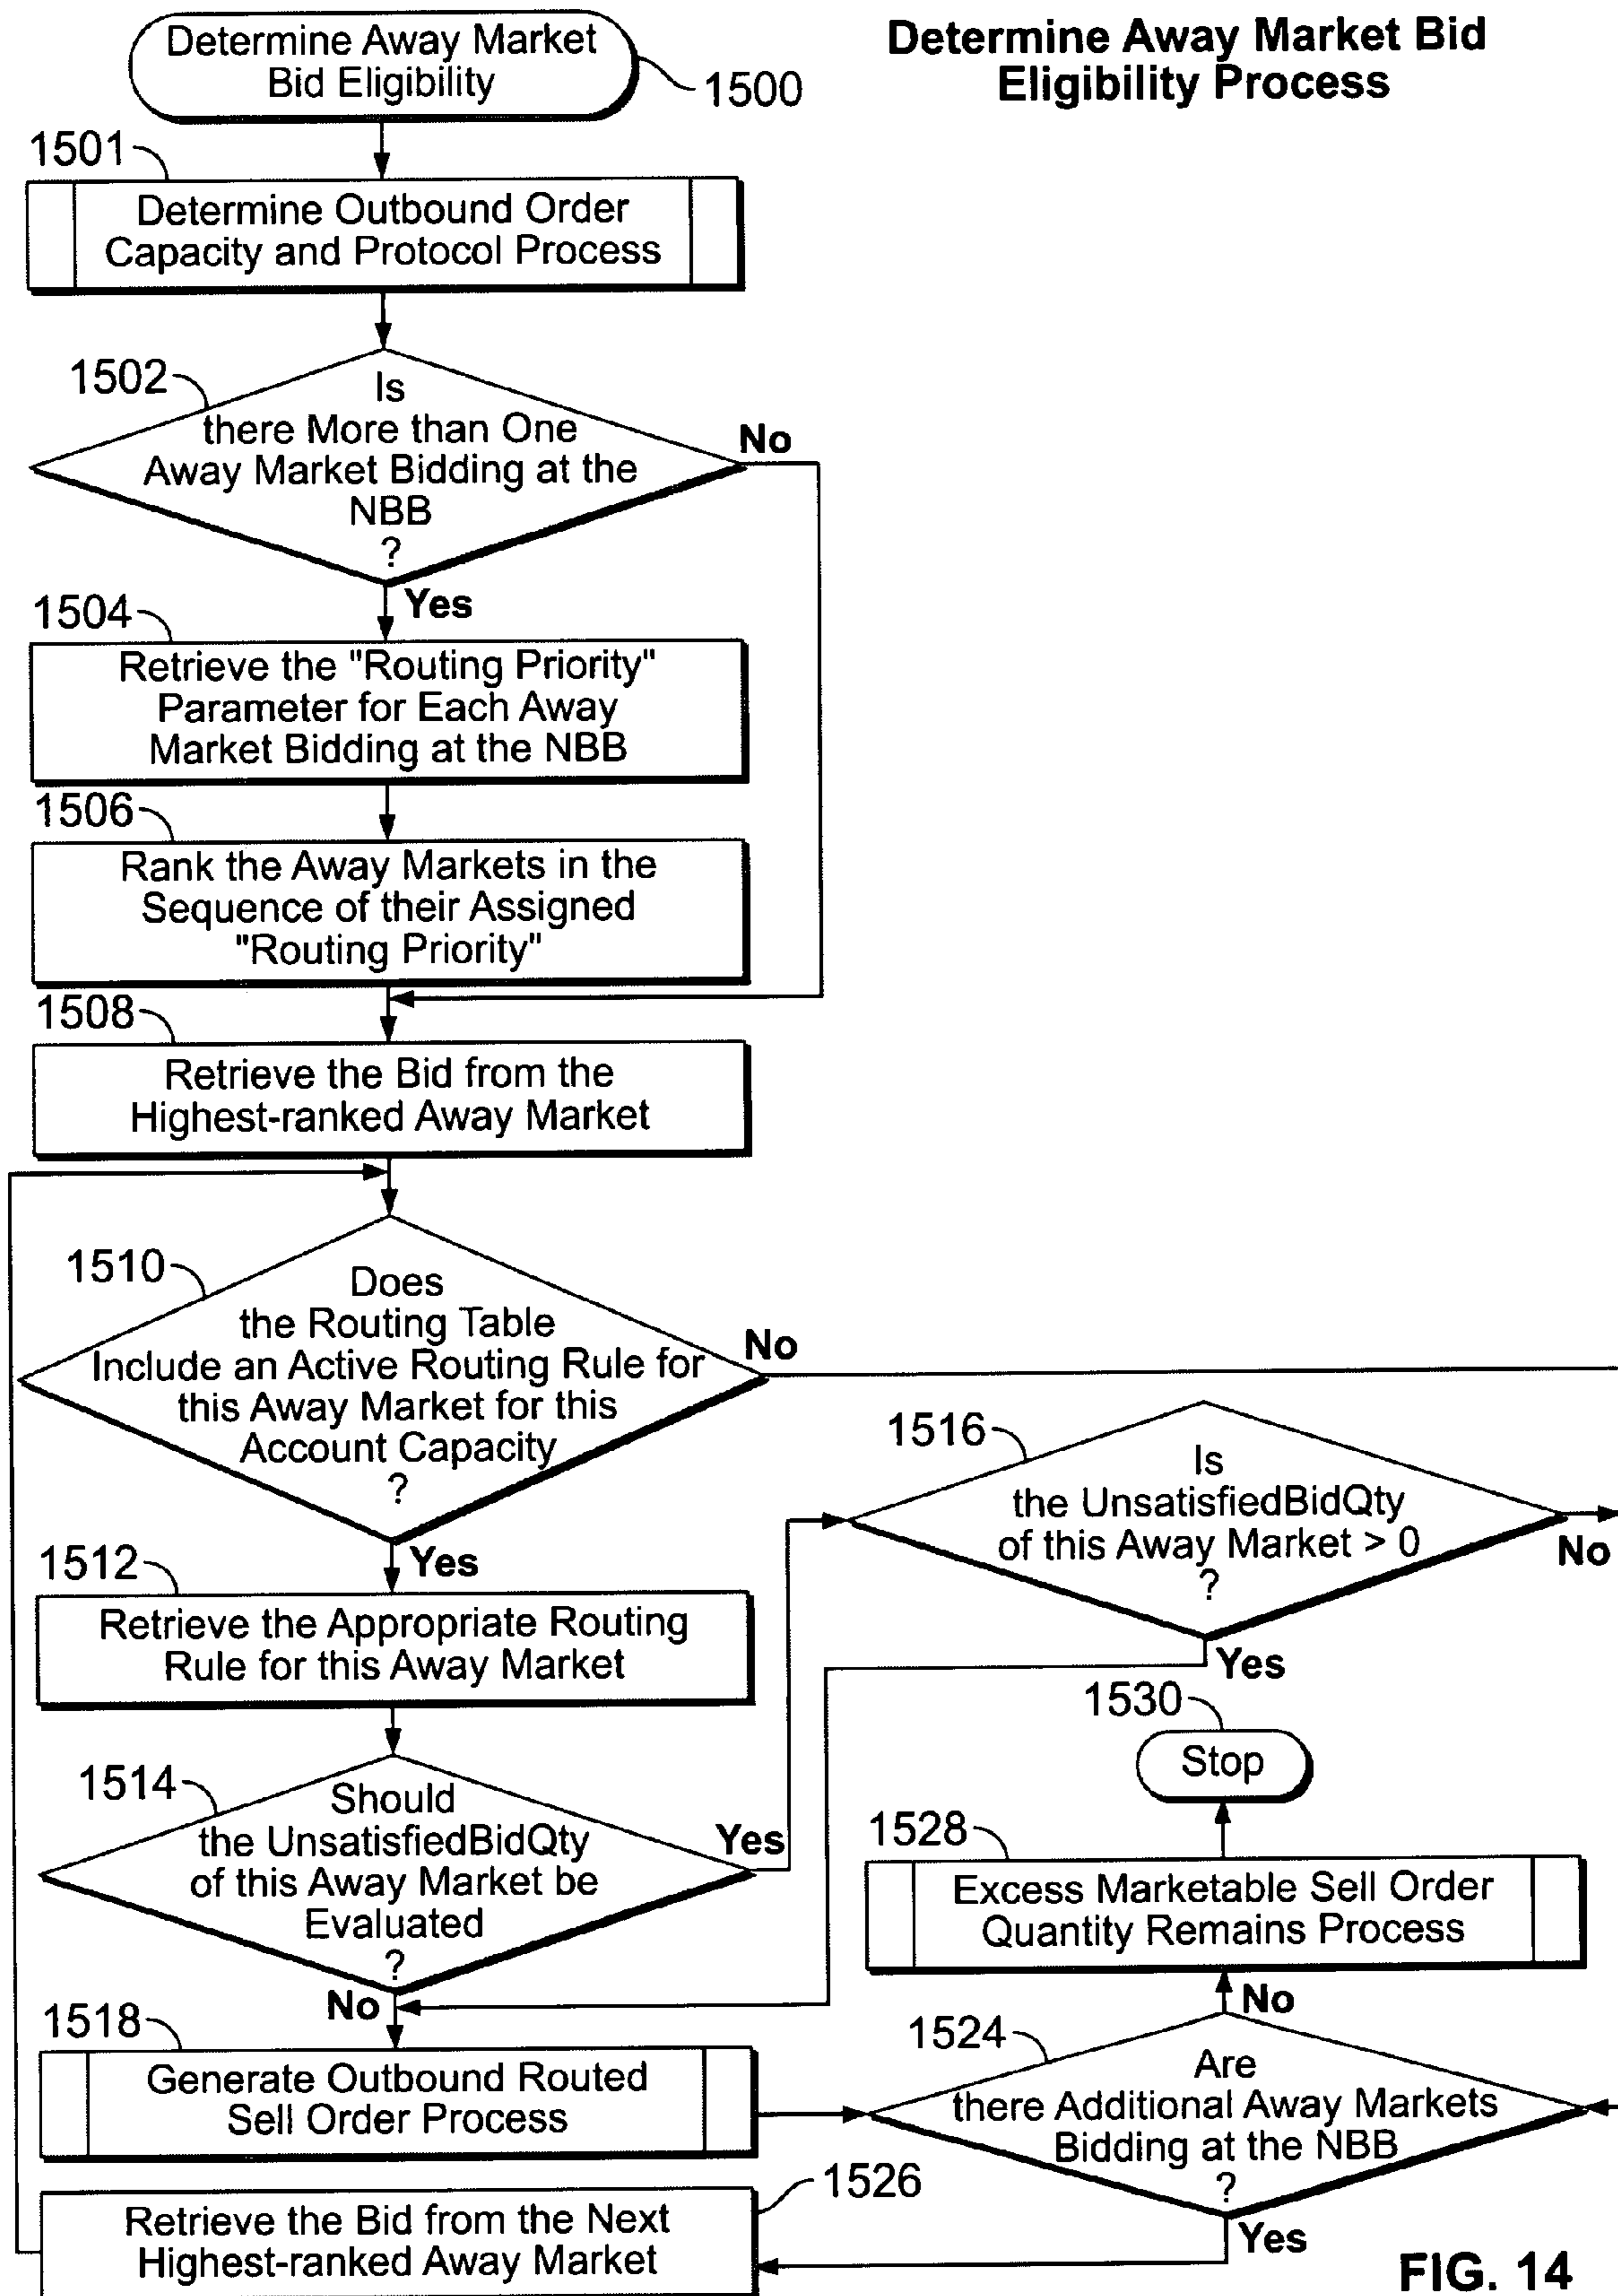 Determine Away Market Bid
Eligibility Process
Determine Away Market
Bid Eligibility
1500
1501
Determine Outbound Order
Capacity and Protocol Process
1502
Is
there More than One
Away Market Bidding at the
NBB
?
No
Yes
1504
Retrieve the "Routing Priority"
Parameter for Each Away
Market Bidding at the NBB
1506
Rank the Away Markets in the
Sequence of their Assigned
"Routing Priority"
1508
Retrieve the Bid from the
Highest-ranked Away Market
1510
Does
the Routing Table
Include an Active Routing Rule for
this Away Market for this
Account Capacity
?
No
Yes
1512
Retrieve the Appropriate Routing
Rule for this Away Market
1514
Should
the UnsatisfiedBidQty
of this Away Market be
Evaluated
?
Yes
No
1516
Is
the UnsatisfiedBidQty
of this Away Market > 0
?
No
Yes
1518
Generate Outbound Routed
Sell Order Process
1524
Are
there Additional Away Markets
Bidding at the NBB
?
No
Yes
1526
Retrieve the Bid from the Next
Highest-ranked Away Market
1528
Excess Marketable Sell Order
Quantity Remains Process
1530
Stop
FIG. 14